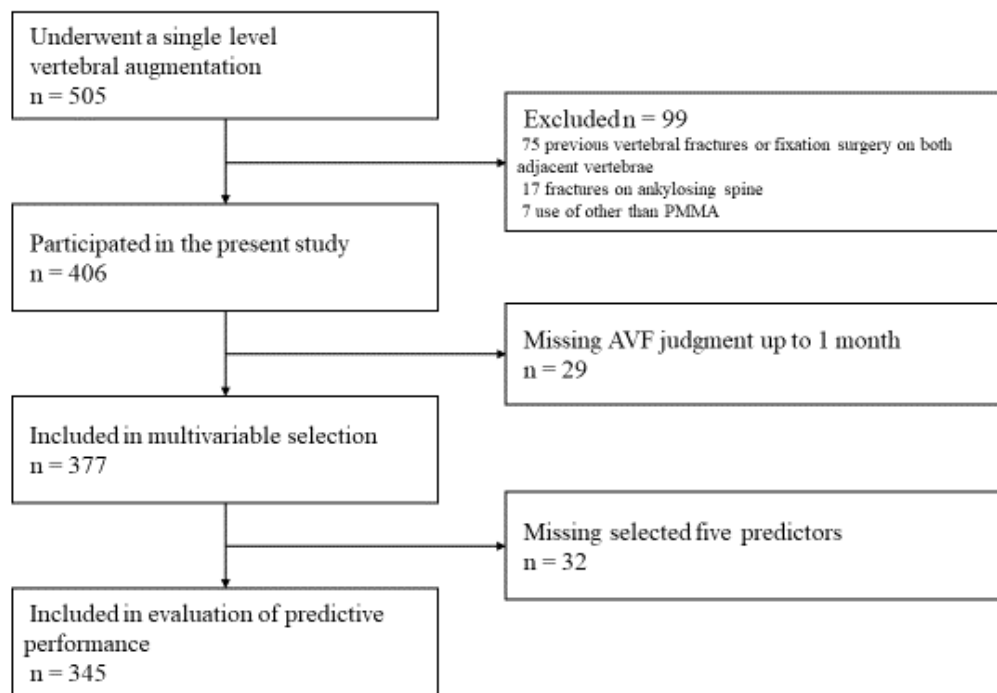 Underwent a single level
vertebral augmentation
n = 505
Excluded n = 99
75 previous vertebral fractures or fixation surgery on both
adjacent vertebrae
17 fractures on ankylosing spine
7 use of other than PMMA
Participated in the present study
n = 406
Missing AVF judgment up to 1 month
n = 29
Included in multivariable selection
n = 377
Missing selected five predictors
n = 32
Included in evaluation of predictive
performance
n = 345